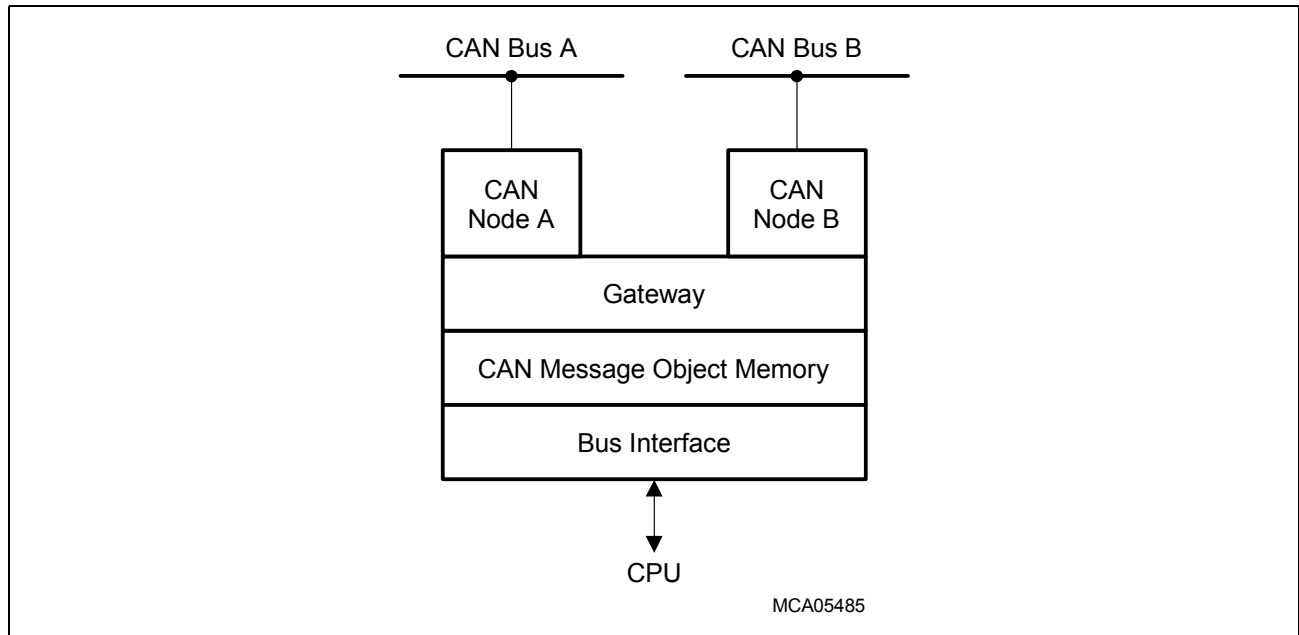 CAN Bus A
CAN Bus B
CAN
Node A
CAN
Node B
Gateway
CAN Message Object Memory
Bus Interface
CPU
MCA05485